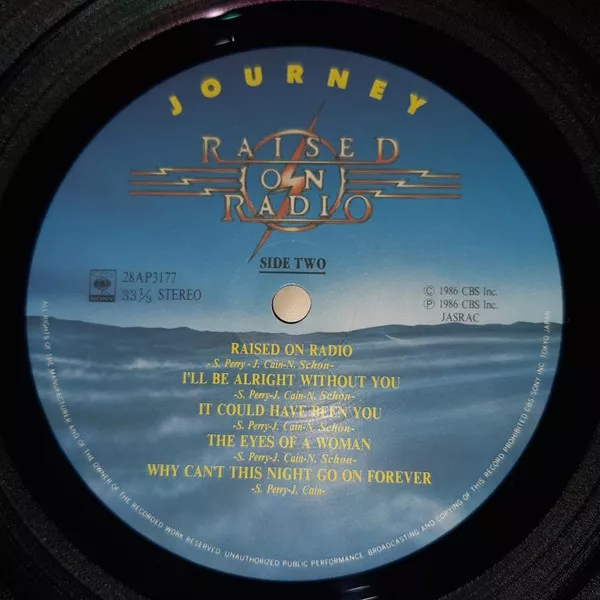 JOURNEY
RAISED
ON
RADIO
SIDE TWO
28AP3177
33 1/3 STEREO
© 1986 CBS Inc.
℗ 1986 CBS Inc.
JASRAC
RAISED ON RADIO
-S. Perry-J. Cain-N. Schon-
I'LL BE ALRIGHT WITHOUT YOU
-S. Perry-J. Cain-N. Schon-
IT COULD HAVE BEEN YOU
-S. Perry-J. Cain-N. Schon-
THE EYES OF A WOMAN
-S. Perry-J. Cain-N. Schon-
WHY CAN'T THIS NIGHT GO ON FOREVER
-S. Perry-J. Cain-
ALL RIGHTS OF THE MANUFACTURER AND OF THE OWNER OF THE RECORDED WORK RESERVED. UNAUTHORIZED PUBLIC PERFORMANCE. BROADCASTING AND COPYING OF THIS RECORD PROHIBITED CBS SONY INC. TOKYO JAPAN